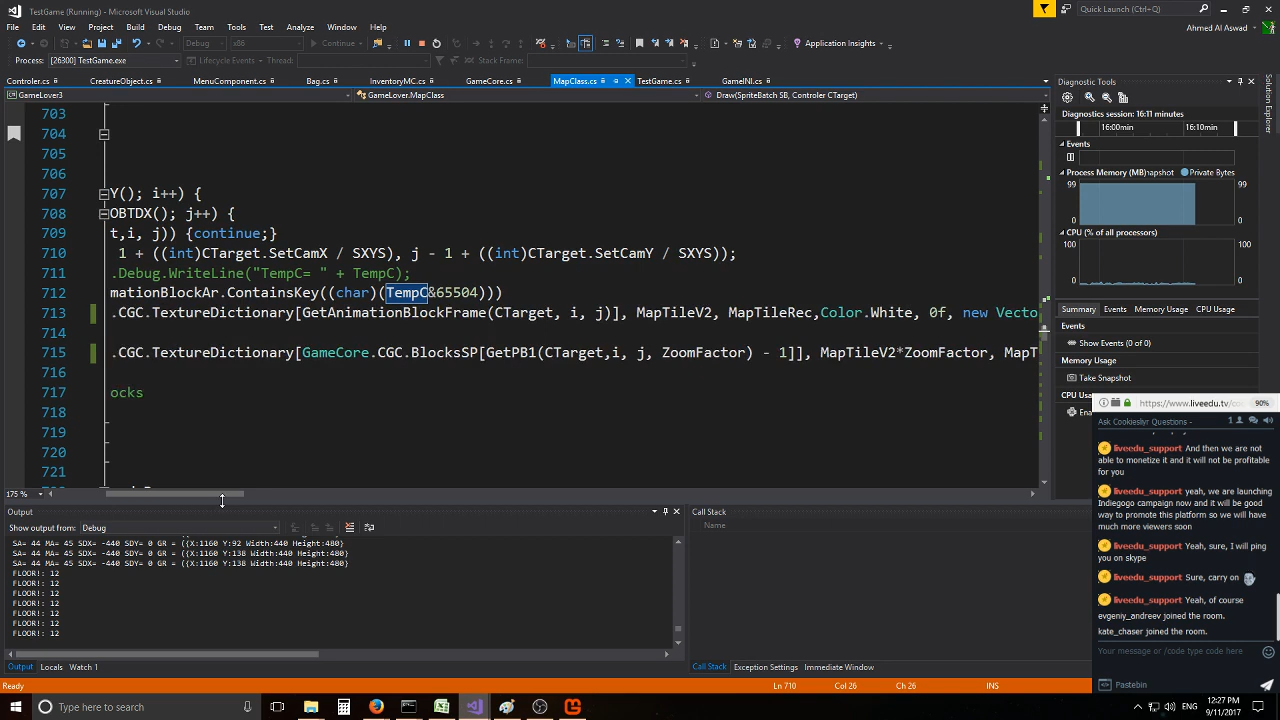 TestGame (Running) - Microsoft Visual Studio
Quick Launch (Ctrl+Q)
File Edit View Project Build Debug Team Tools Test Analyze Window Help
Ahmed Al Aswad
Debug x86 Continue Application Insights
Process: [26300] TestGame.exe Lifecycle Events Thread: Stack Frame:
Controler.cs CreatureObject.cs MenuComponent.cs Bag.cs InventoryMC.cs GameCore.cs MapClass.cs TestGame.cs GameINI.cs
GameLover3 GameLover.MapClass Draw(SpriteBatch SB, Controler CTarget)
703
704
705
706
707 Y(); i++) {
708 OBTDX(); j++) {
709 t,i, j)) {continue;}
710 1 + ((int)CTarget.SetCamX / SXYS), j - 1 + ((int)CTarget.SetCamY / SXYS));
711 .Debug.WriteLine("TempC= " + TempC);
712 mationBlockAr.ContainsKey((char)(TempC&65504)))
713 .CGC.TextureDictionary[GetAnimationBlockFrame(CTarget, i, j)], MapTileV2, MapTileRec,Color.White, 0f, new Vecto
714
715 .CGC.TextureDictionary[GameCore.CGC.BlocksSP[GetPB1(CTarget,i, j, ZoomFactor) - 1]], MapTileV2*ZoomFactor, MapT
716
717 ocks
718
719
720
721
175 %
Output
Show output from: Debug
SA= 44 MA= 45 SDX= -440 SDY= 0 GR = ({X:1160 Y:92 Width:440 Height:480}
SA= 44 MA= 45 SDX= -440 SDY= 0 GR = ({X:1160 Y:138 Width:440 Height:480}
SA= 44 MA= 45 SDX= -440 SDY= 0 GR = ({X:1160 Y:138 Width:440 Height:480}
FLOOR!: 12
FLOOR!: 12
FLOOR!: 12
FLOOR!: 12
FLOOR!: 12
FLOOR!: 12
FLOOR!: 12
Output Locals Watch 1
Call Stack
Name
Call Stack Exception Settings Immediate Window
Diagnostic Tools
Diagnostics session: 16:11 minutes
16:00min 16:10min
Events
Process Memory (MB) napshot Private Bytes
99 99
0 0
CPU (% of all processors)
100 100
0 0
Summary Events Memory Usage CPU Usage
Events
Show Events (0 of 0)
Memory Usage
Take Snapshot
CPU Usag
Ena
Solution Explorer
https://www.liveedu.tv/co 90%
Ask Cookiesliyr Questions - 1
liveedu_support And then we are not
able to monetize it and it will not be profitable
for you
liveedu_support yeah, we are launching
Indiegogo campaign now and it will be good
way to promote this platform so we will have
much more viewers soon
liveedu_support Yeah, sure, I will ping
you on skype
liveedu_support Sure, carry on
liveedu_support Yeah, of course
evgeniy_andreev joined the room.
kate_chaser joined the room.
Your message or /code type code here
Pastebin
Ready Ln 710 Col 26 Ch 26 INS
Type here to search
ENG 12:27 PM
9/11/2017